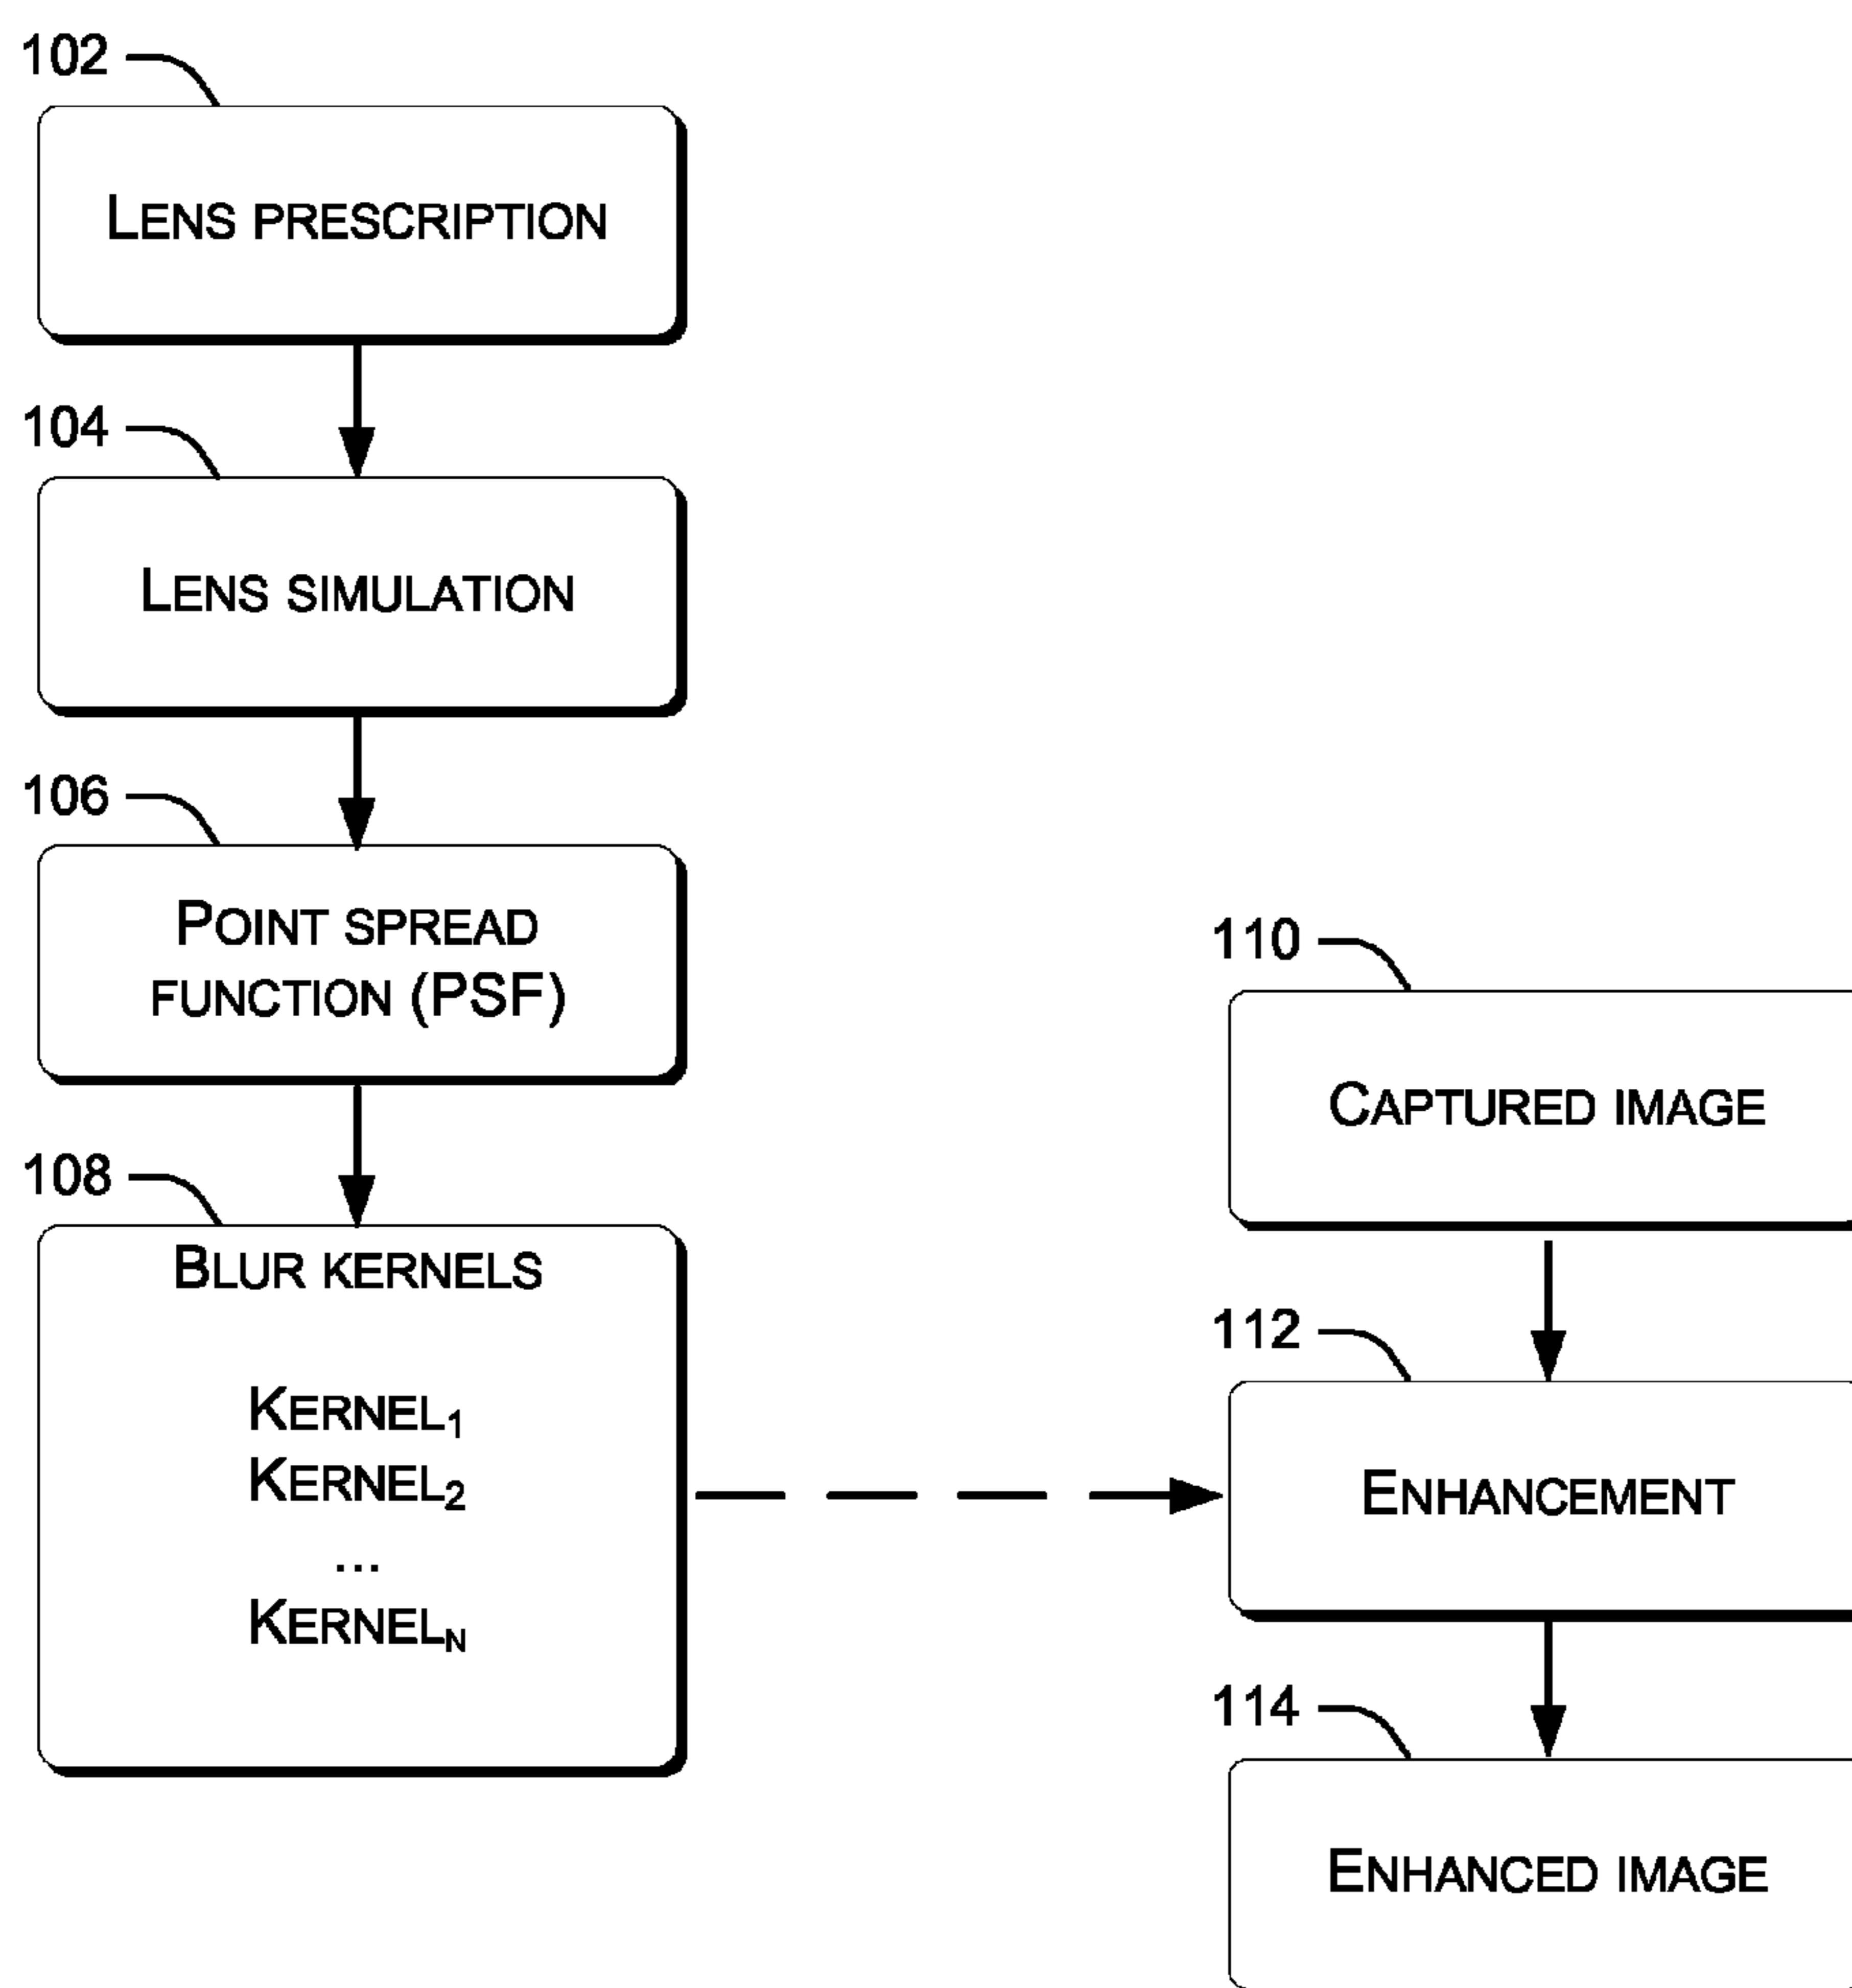 102
LENS PRESCRIPTION
104
LENS SIMULATION
106
POINT SPREAD
FUNCTION (PSF)
108
BLUR KERNELS
KERNEL1
KERNEL2
...
KERNELN
110
CAPTURED IMAGE
112
ENHANCEMENT
114
ENHANCED IMAGE